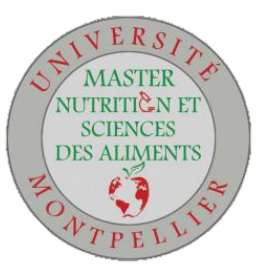 UNIVERSITÉ
MASTER
NUTRITION ET
SCIENCES
DES ALIMENTS
MONTPELLIER